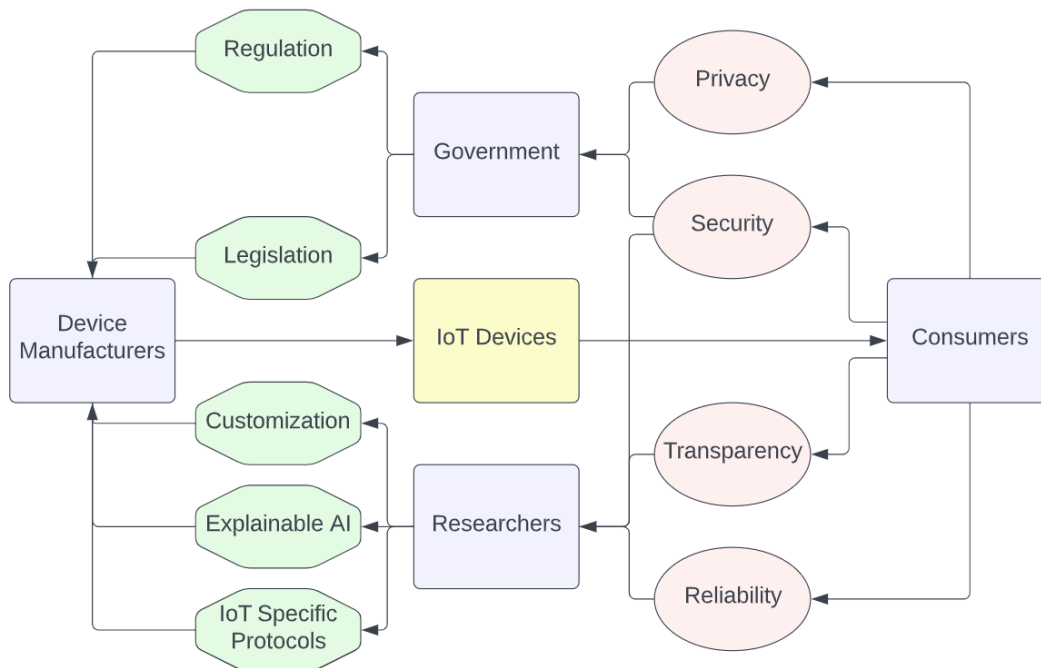 Regulation
Privacy
Government
Security
Legislation
Device
Manufacturers
IoT Devices
Consumers
Customization
Transparency
Explainable AI
Researchers
Reliability
IoT Specific
Protocols